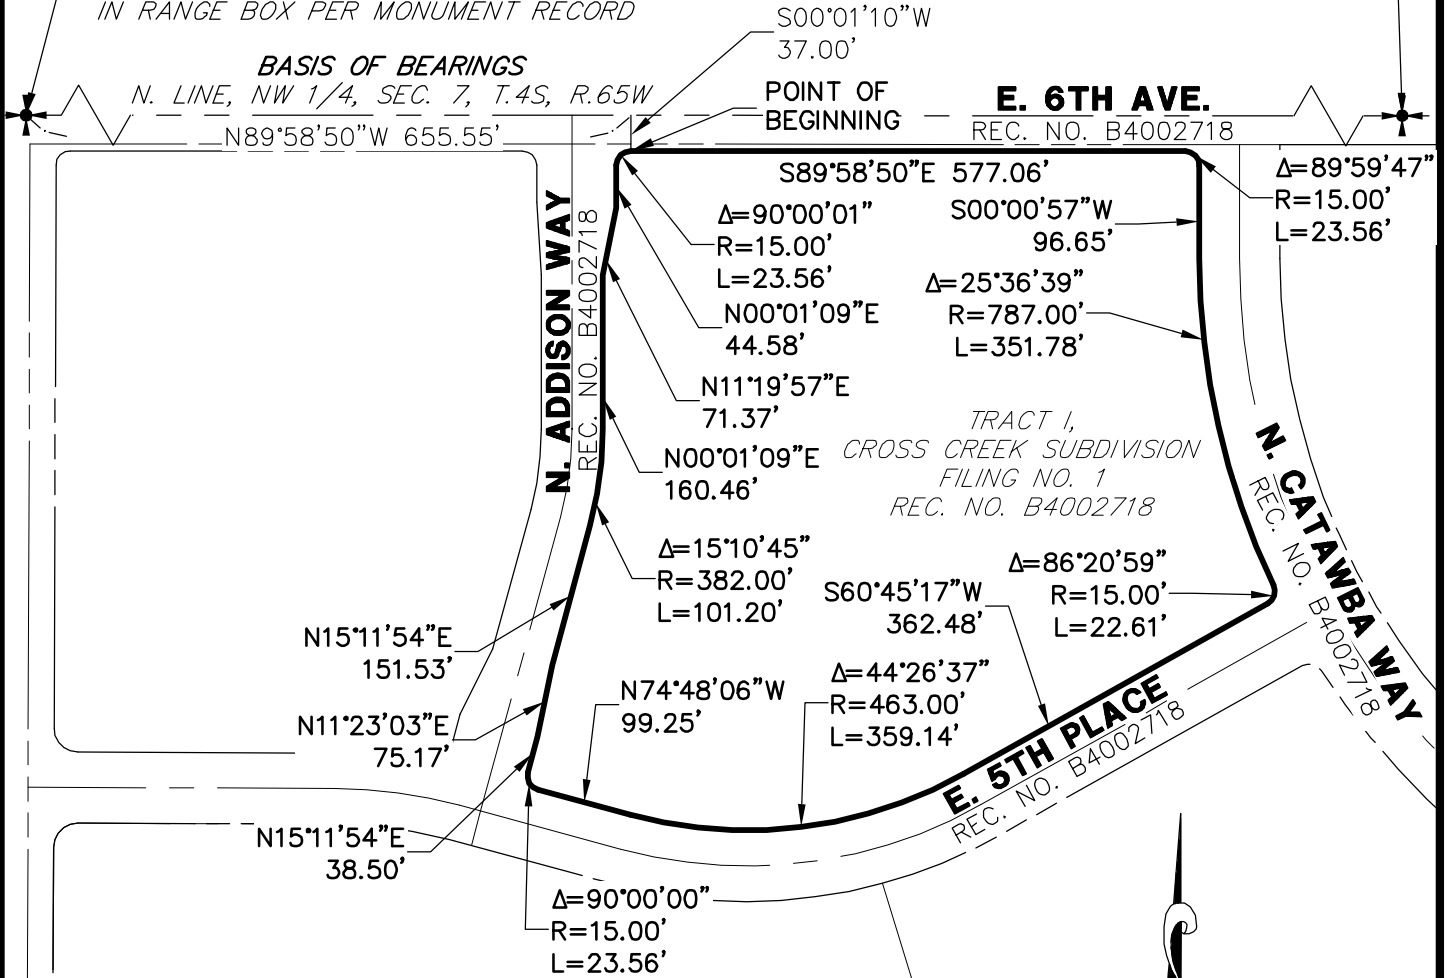 IN RANGE BOX PER MONUMENT RECORD
S00°01'10"W
37.00'
BASIS OF BEARINGS
N. LINE, NW 1/4, SEC. 7, T.4S, R.65W
POINT OF
BEGINNING
E. 6TH AVE.
REC. NO. B4002718
N89°58'50"W 655.55'
S89°58'50"E 577.06'
Δ=89°59'47"
R=15.00'
L=23.56'
Δ=90°00'01"
R=15.00'
L=23.56'
S00°00'57"W
96.65'
N. ADDISON WAY
REC. NO. B4002718
Δ=25°36'39"
R=787.00'
L=351.78'
N00°01'09"E
44.58'
N11°19'57"E
71.37'
TRACT I,
CROSS CREEK SUBDIVISION
FILING NO. 1
REC. NO. B4002718
N00°01'09"E
160.46'
N. CATAWBA WAY
REC. NO. B4002718
Δ=15°10'45"
R=382.00'
L=101.20'
Δ=86°20'59"
R=15.00'
L=22.61'
S60°45'17"W
362.48'
N15°11'54"E
151.53'
Δ=44°26'37"
R=463.00'
L=359.14'
N74°48'06"W
99.25'
N11°23'03"E
75.17'
E. 5TH PLACE
REC. NO. B4002718
N15°11'54"E
38.50'
Δ=90°00'00"
R=15.00'
L=23.56'